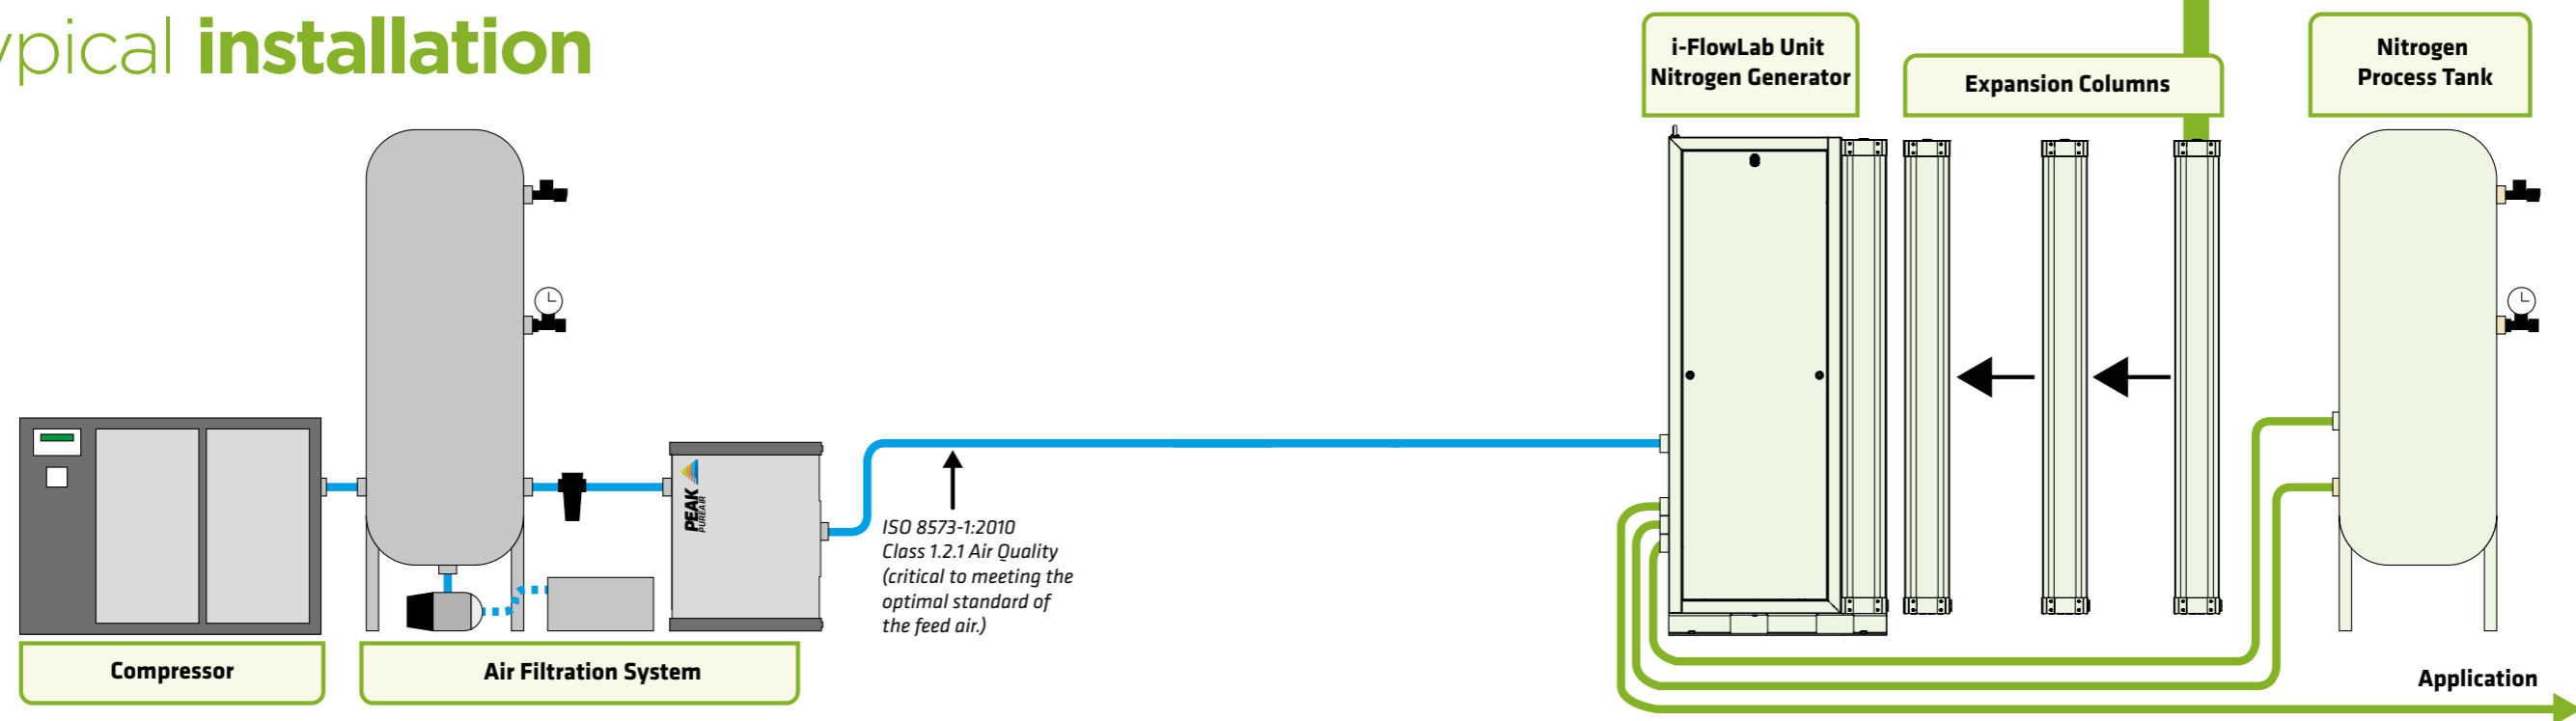 ypical installation
i-FlowLab Unit
Nitrogen Generator
Expansion Columns
Nitrogen
Process Tank
PEAK
PUREAIR
ISO 8573-1:2010
Class 1.2.1 Air Quality
(critical to meeting the
optimal standard of
the feed air.)
Compressor
Air Filtration System
Application